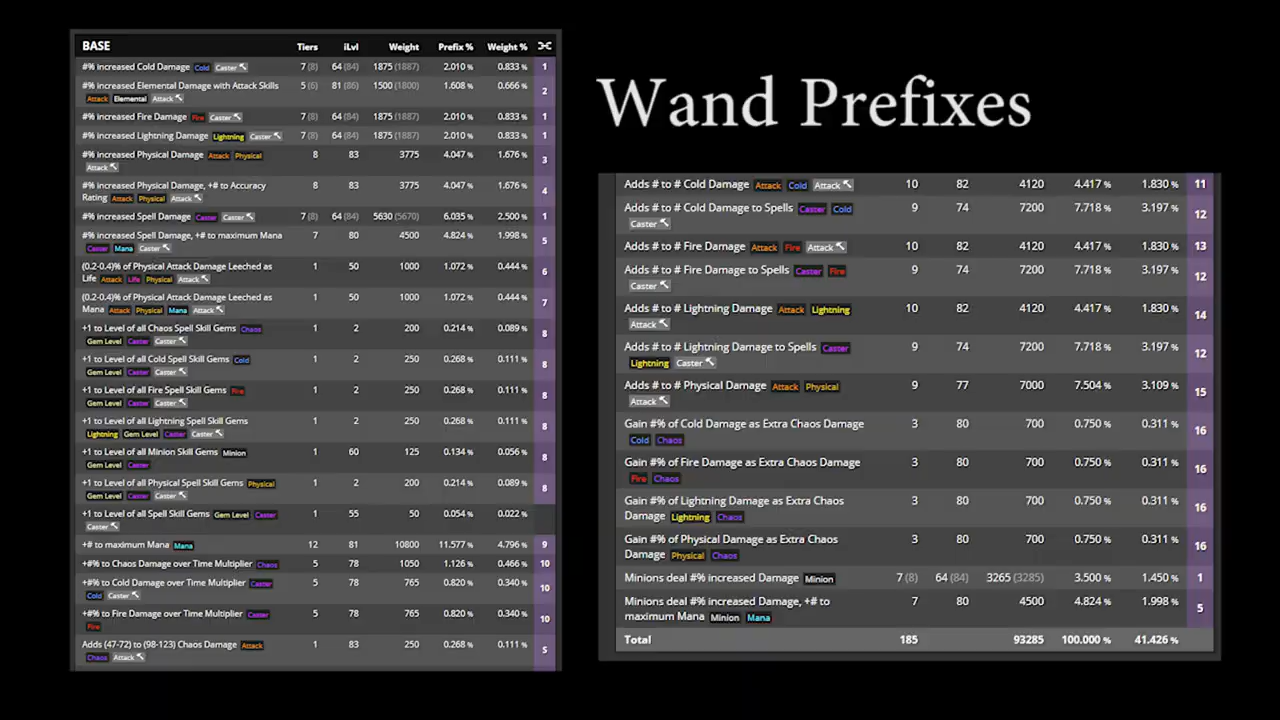 Wand Prefixes
BASE Tiers iLvl Weight Prefix % Weight %
#% increased Cold Damage Cold Caster 7 (8) 64 (84) 1875 (1887) 2.010 % 0.833 % 1
#% increased Elemental Damage with Attack Skills 5 (6) 81 (86) 1500 (1800) 1.608 % 0.666 % 2
Attack Elemental Attack
#% increased Fire Damage Fire Caster 7 (8) 64 (84) 1875 (1887) 2.010 % 0.833 % 1
#% increased Lightning Damage Lightning Caster 7 (8) 64 (84) 1875 (1887) 2.010 % 0.833 % 1
#% increased Physical Damage Attack Physical 8 83 3775 4.047 % 1.676 % 3
Attack
#% increased Physical Damage, +# to Accuracy 8 83 3775 4.047 % 1.676 % 4
Rating Attack Physical Attack
#% increased Spell Damage Caster Caster 7 (8) 64 (84) 5630 (5670) 6.035 % 2.500 % 1
#% increased Spell Damage, +# to maximum Mana 7 80 4500 4.824 % 1.998 % 5
Caster Mana Caster
(0.2-0.4)% of Physical Attack Damage Leeched as 1 50 1000 1.072 % 0.444 % 6
Life Attack Life Physical Attack
(0.2-0.4)% of Physical Attack Damage Leeched as 1 50 1000 1.072 % 0.444 % 7
Mana Attack Physical Mana Attack
+1 to Level of all Chaos Spell Skill Gems Chaos 1 2 200 0.214 % 0.089 % 8
Gem Level Caster Caster
+1 to Level of all Cold Spell Skill Gems Cold 1 2 250 0.268 % 0.111 % 8
Gem Level Caster Caster
+1 to Level of all Fire Spell Skill Gems Fire 1 2 250 0.268 % 0.111 % 8
Gem Level Caster Caster
+1 to Level of all Lightning Spell Skill Gems 1 2 250 0.268 % 0.111 % 8
Lightning Gem Level Caster Caster
+1 to Level of all Minion Skill Gems Minion 1 60 125 0.134 % 0.056 % 8
Gem Level Caster
+1 to Level of all Physical Spell Skill Gems Physical 1 2 200 0.214 % 0.089 % 8
Gem Level Caster Caster
+1 to Level of all Spell Skill Gems Gem Level Caster 1 55 50 0.054 % 0.022 %
Caster
+# to maximum Mana Mana 12 81 10800 11.577 % 4.796 % 9
+#% to Chaos Damage over Time Multiplier Chaos 5 78 1050 1.126 % 0.466 % 10
+#% to Cold Damage over Time Multiplier Caster 5 78 765 0.820 % 0.340 % 10
Cold Caster
+#% to Fire Damage over Time Multiplier Caster 5 78 765 0.820 % 0.340 % 10
Fire
Adds (47-72) to (98-123) Chaos Damage Attack 1 83 250 0.268 % 0.111 % 5
Chaos Attack
Adds # to # Cold Damage Attack Cold Attack 10 82 4120 4.417 % 1.830 % 11
Adds # to # Cold Damage to Spells Caster Cold 9 74 7200 7.718 % 3.197 % 12
Caster
Adds # to # Fire Damage Attack Fire Attack 10 82 4120 4.417 % 1.830 % 13
Adds # to # Fire Damage to Spells Caster Fire 9 74 7200 7.718 % 3.197 % 12
Caster
Adds # to # Lightning Damage Attack Lightning 10 82 4120 4.417 % 1.830 % 14
Attack
Adds # to # Lightning Damage to Spells Caster 9 74 7200 7.718 % 3.197 % 12
Lightning Caster
Adds # to # Physical Damage Attack Physical 9 77 7000 7.504 % 3.109 % 15
Attack
Gain #% of Cold Damage as Extra Chaos Damage 3 80 700 0.750 % 0.311 % 16
Cold Chaos
Gain #% of Fire Damage as Extra Chaos Damage 3 80 700 0.750 % 0.311 % 16
Fire Chaos
Gain #% of Lightning Damage as Extra Chaos 3 80 700 0.750 % 0.311 % 16
Damage Lightning Chaos
Gain #% of Physical Damage as Extra Chaos 3 80 700 0.750 % 0.311 % 16
Damage Physical Chaos
Minions deal #% increased Damage Minion 7 (8) 64 (84) 3265 (3285) 3.500 % 1.450 % 1
Minions deal #% increased Damage, +# to 7 80 4500 4.824 % 1.998 % 5
maximum Mana Minion Mana
Total 185 93285 100.000 % 41.426 %